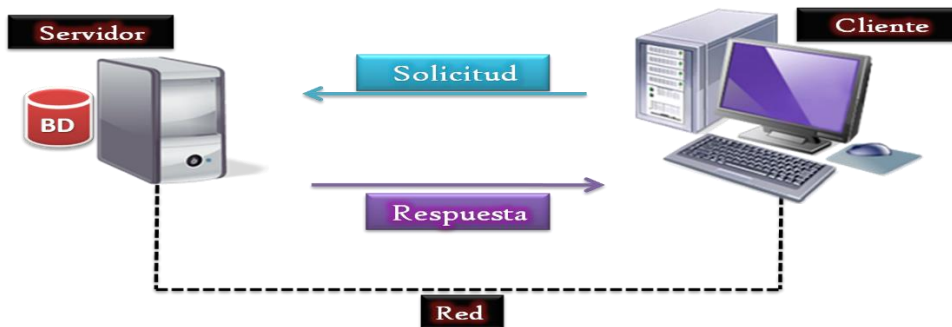 Servidor
Cliente
Solicitud
BD
Respuesta
Red